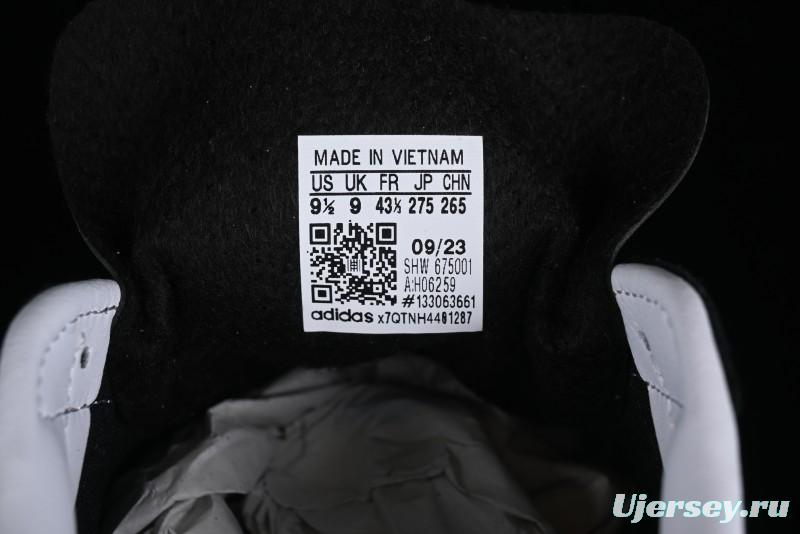 MADE IN VIETNAM
US UK FR JP CHN
9½ 9 43⅓ 275 265
09/23
SHW 675001
A:H06259
#133063661
adidas x7QTNH4401287
Ujersey.ru